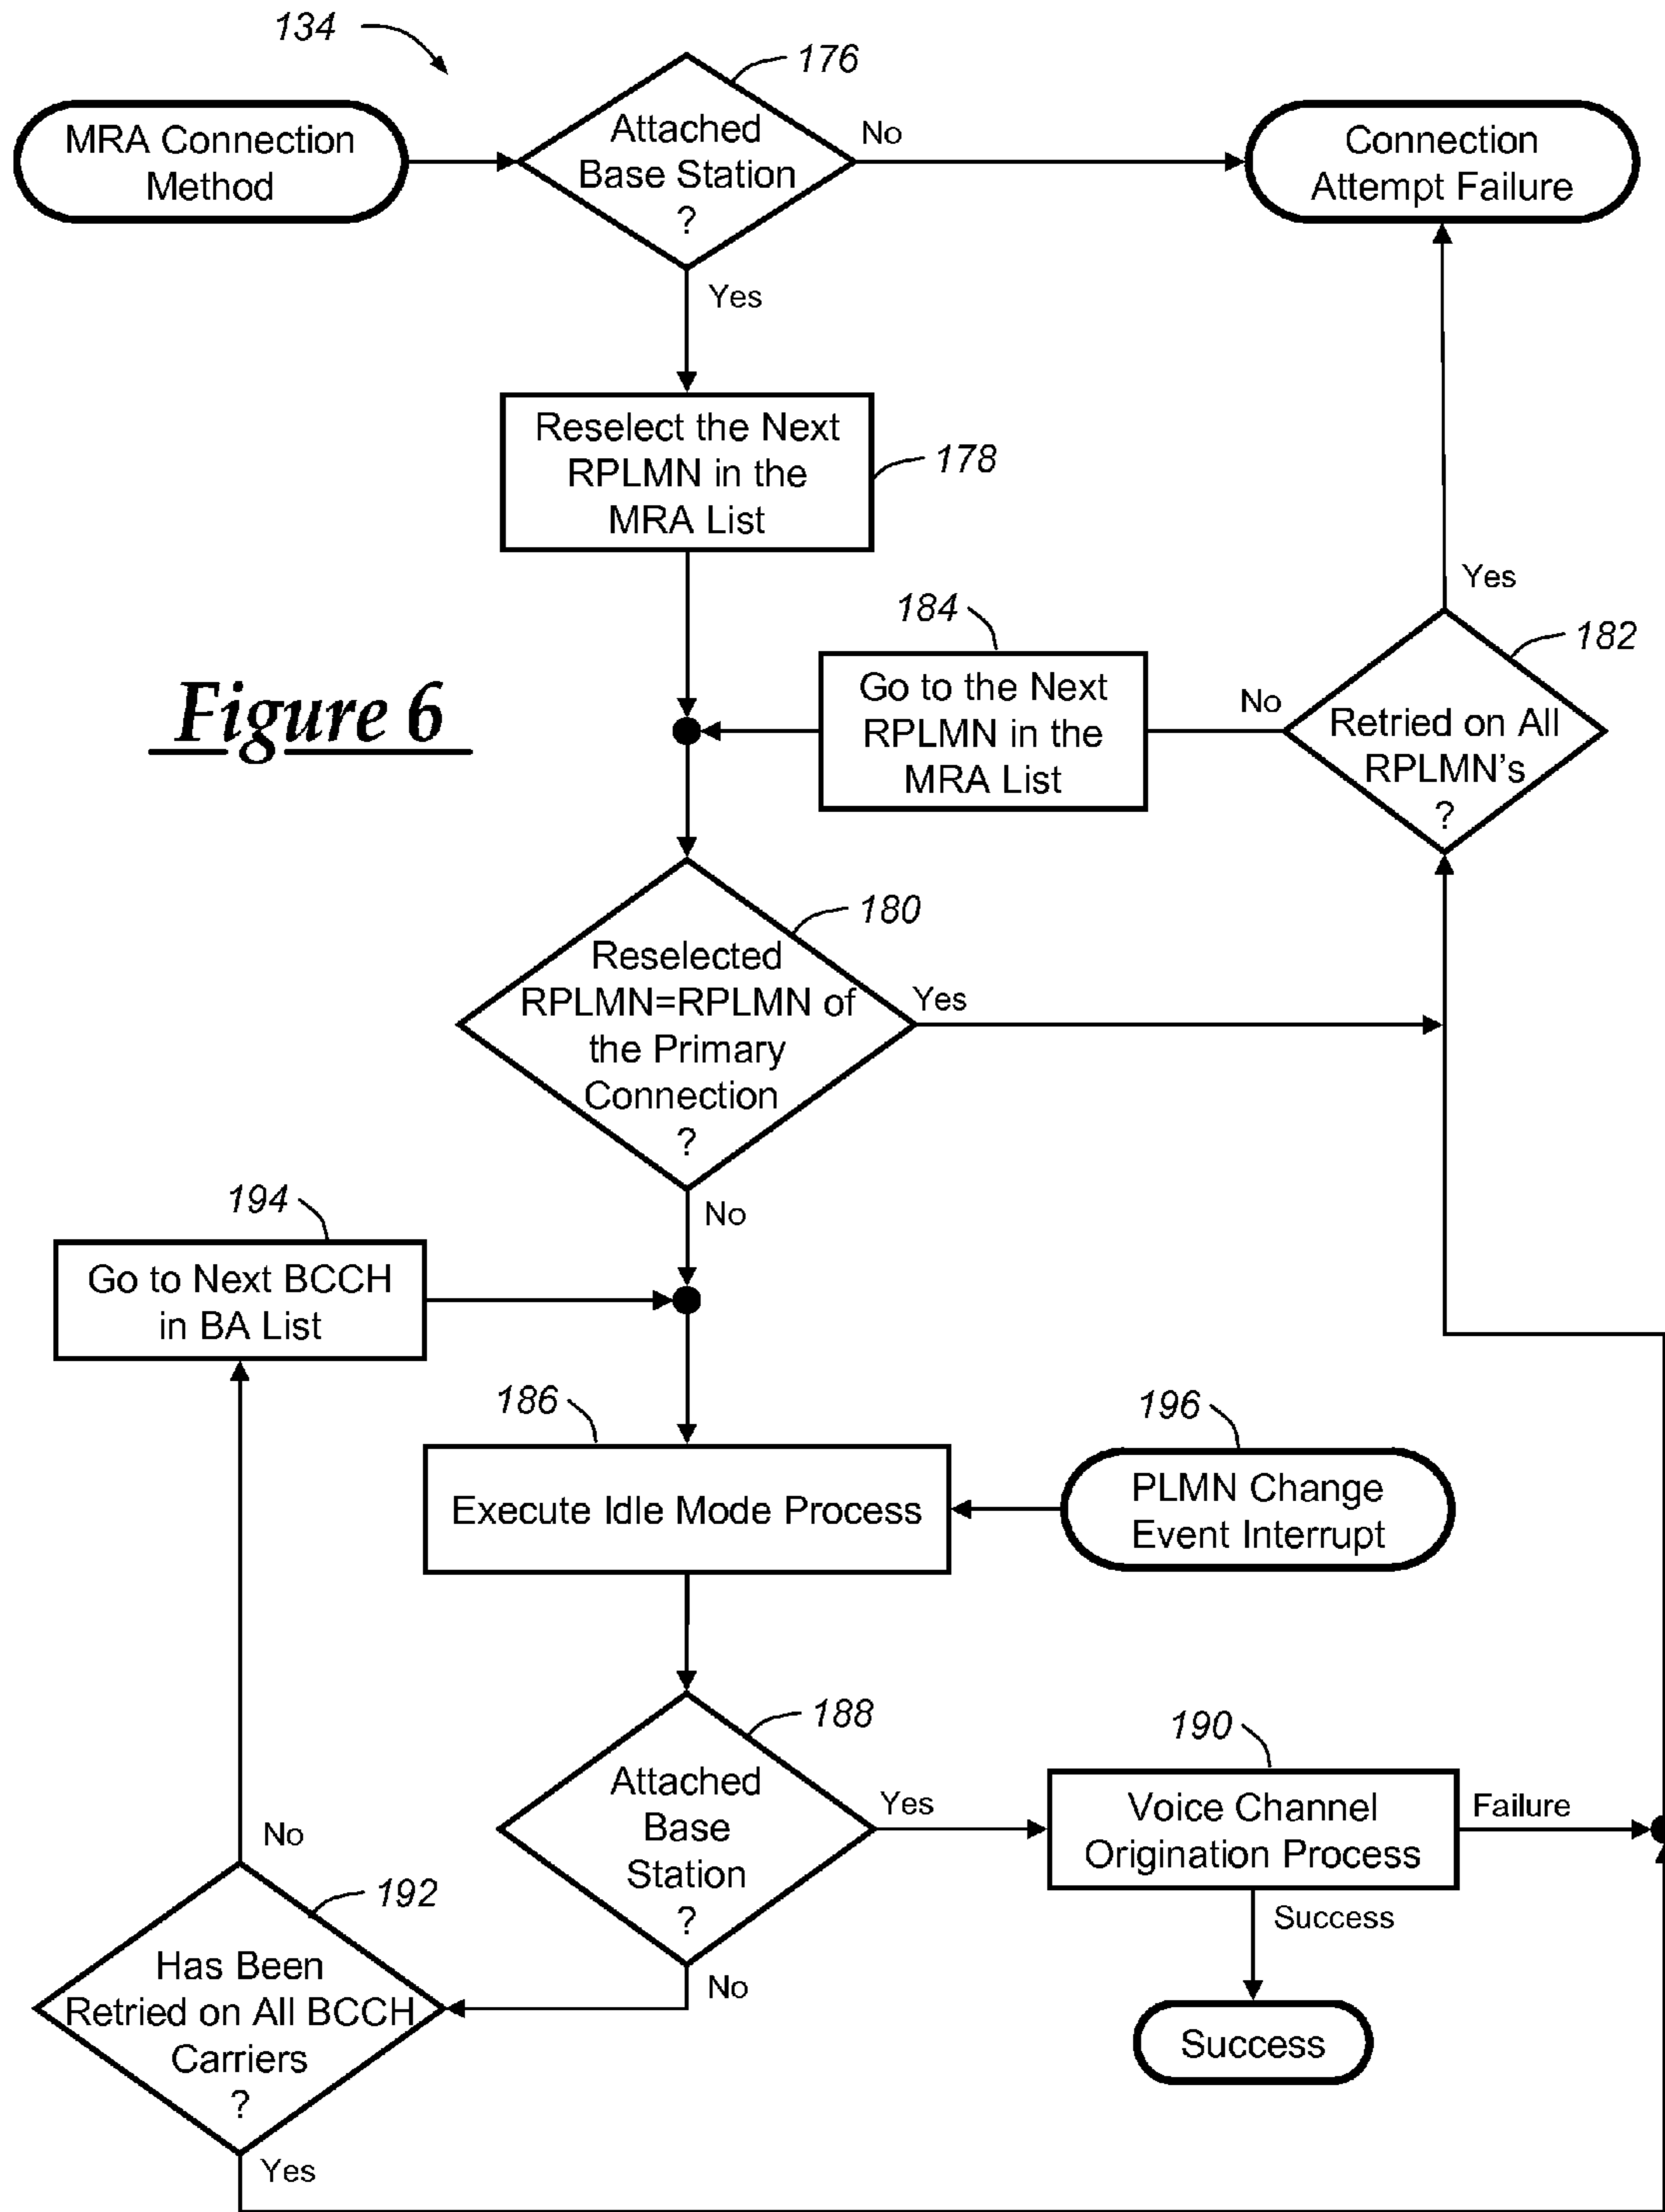 134
176
MRA Connection
Method
Attached
Base Station
?
No
Connection
Attempt Failure
Yes
Reselect the Next
RPLMN in the
MRA List
178
Yes
184
182
Figure 6
Go to the Next
RPLMN in the
MRA List
No
Retried on All
RPLMN's
?
180
Reselected
RPLMN=RPLMN of
the Primary
Connection
?
Yes
No
194
Go to Next BCCH
in BA List
186
196
Execute Idle Mode Process
PLMN Change
Event Interrupt
188
190
Attached
Base
Station
?
Yes
Voice Channel
Origination Process
Failure
No
192
Success
Has Been
Retried on All BCCH
Carriers
?
No
Success
Yes